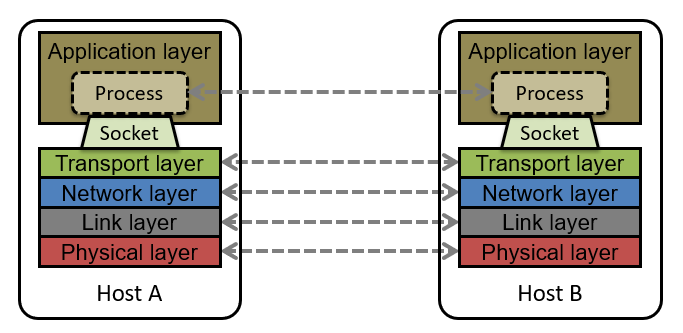 Application layer
Process
Socket
Transport layer
Network layer
Link layer
Physical layer
Host A
Application layer
Process
Socket
Transport layer
Network layer
Link layer
Physical layer
Host B